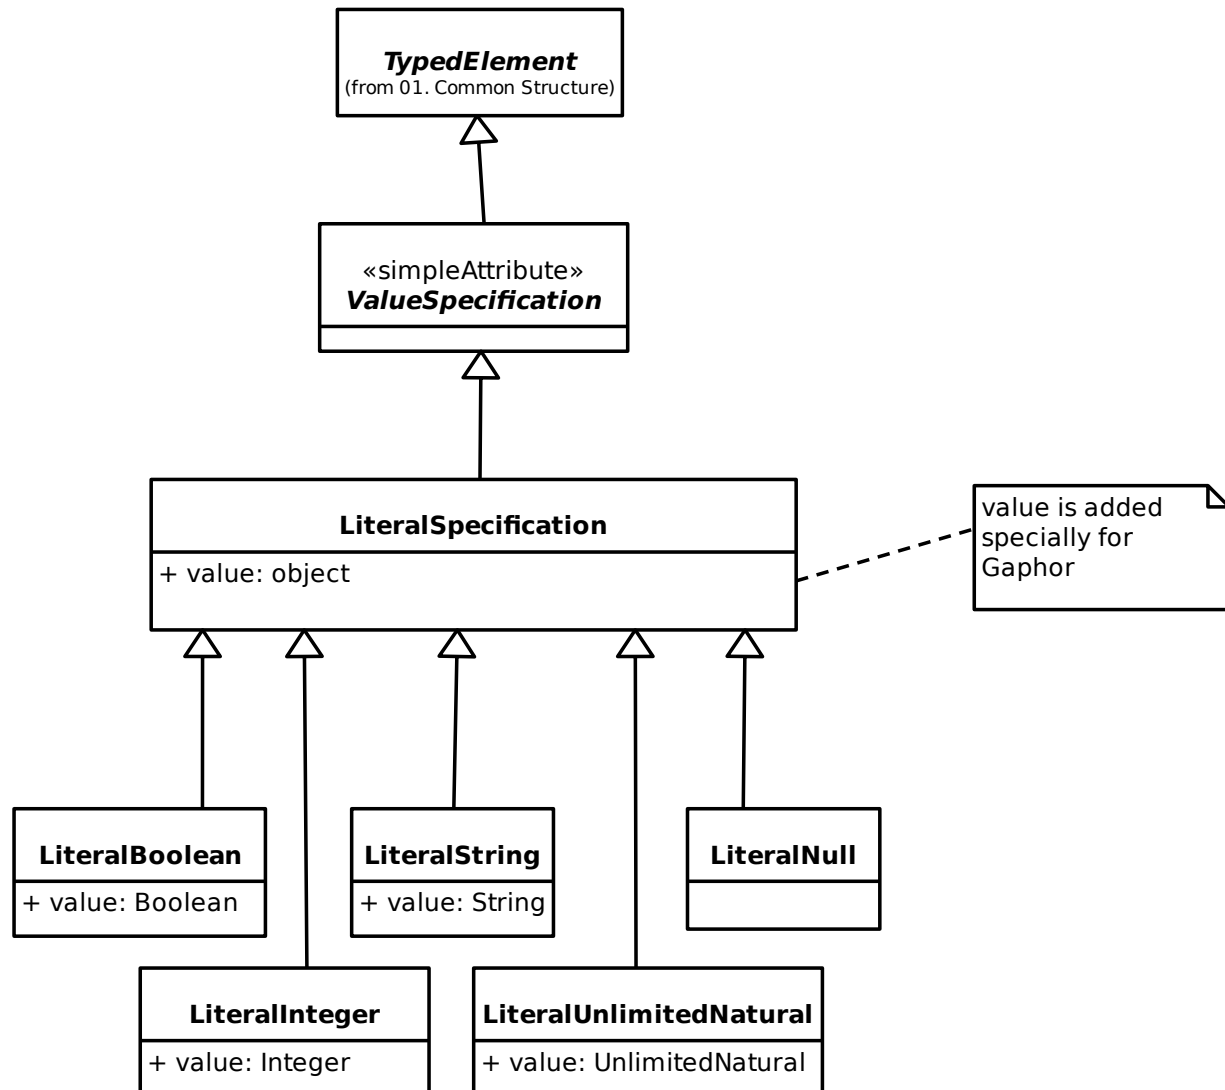 TypedElement
(from 01. Common Structure)
«simpleAttribute»
ValueSpecification
LiteralSpecification
+ value: object
value is added
specially for
Gaphor
LiteralBoolean
+ value: Boolean
LiteralString
+ value: String
LiteralNull
LiteralInteger
+ value: Integer
LiteralUnlimitedNatural
+ value: UnlimitedNatural